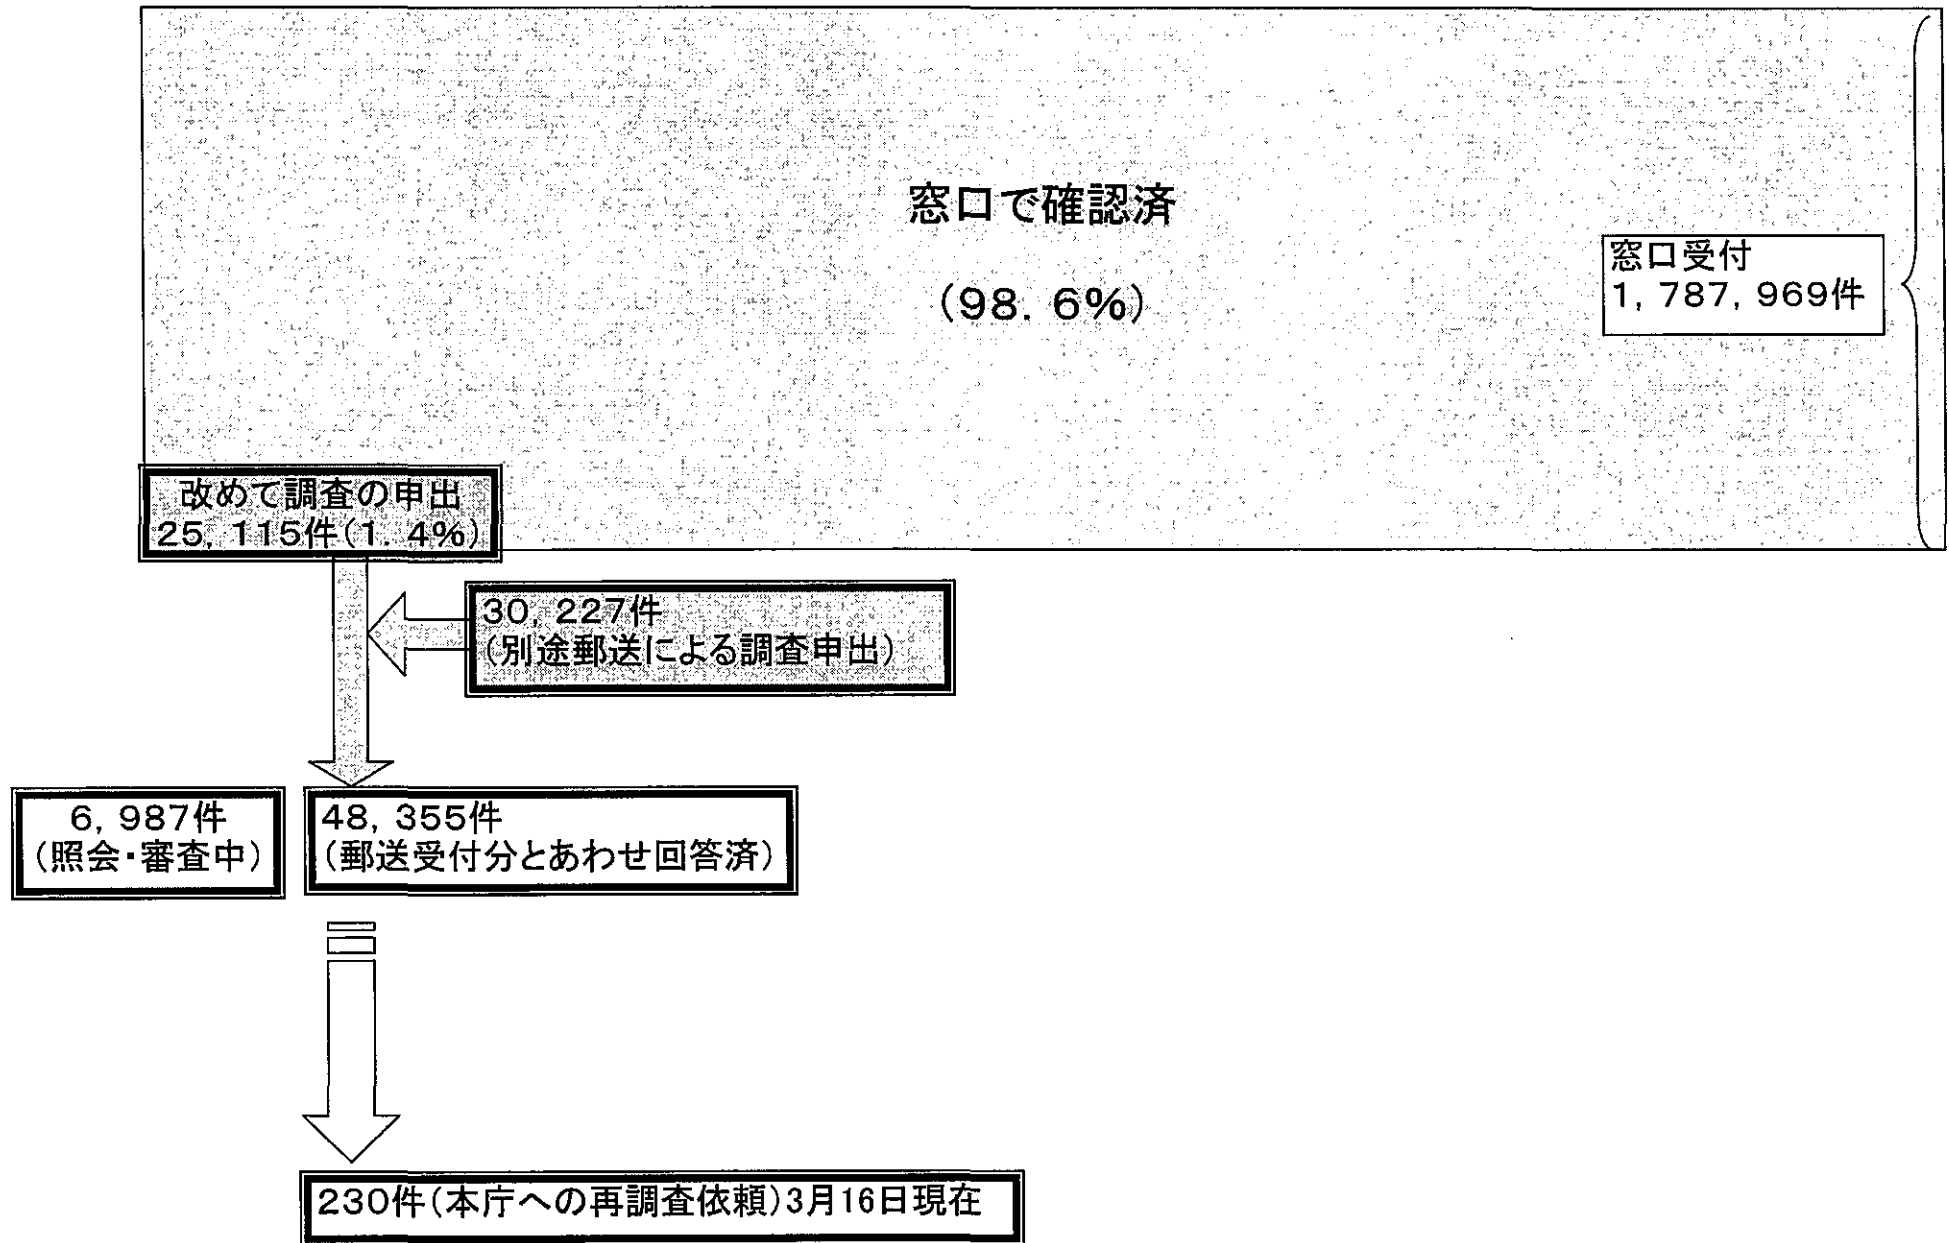 窓口で確認済
（98．6％）
窓口受付
1，787，969件
改めて調査の申出
25，115件（1．4％）
30，227件
（別途郵送による調査申出）
6，987件
（照会・審査中）
48，355件
（郵送受付分とあわせ回答済）
230件（本庁への再調査依頼）3月16日現在